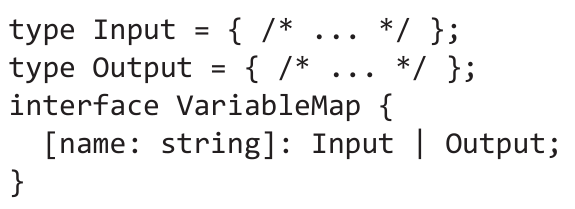 type Input = { /* ... */ };
type Output = { /* ... */ };
interface VariableMap {
  [name: string]: Input | Output;
}